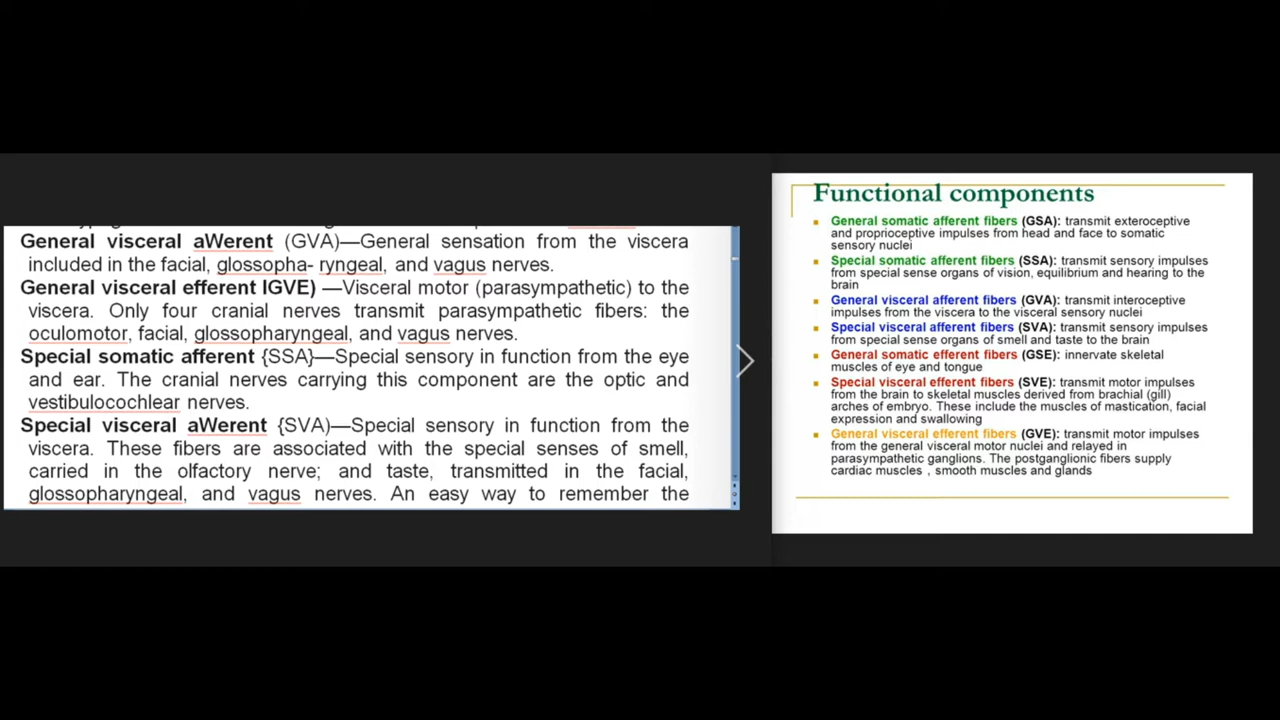 General visceral aWerent (GVA)—General sensation from the viscera
included in the facial, glossopha- ryngeal, and vagus nerves.
General visceral efferent lGVE) —Visceral motor (parasympathetic) to the
viscera. Only four cranial nerves transmit parasympathetic fibers: the
oculomotor, facial, glossopharyngeal, and vagus nerves.
Special somatic afferent {SSA}—Special sensory in function from the eye
and ear. The cranial nerves carrying this component are the optic and
vestibulocochlear nerves.
Special visceral aWerent {SVA)—Special sensory in function from the
viscera. These fibers are associated with the special senses of smell,
carried in the olfactory nerve; and taste, transmitted in the facial,
glossopharyngeal, and vagus nerves. An easy way to remember the
Functional components
General somatic afferent fibers (GSA): transmit exteroceptive
and proprioceptive impulses from head and face to somatic
sensory nuclei
Special somatic afferent fibers (SSA): transmit sensory impulses
from special sense organs of vision, equilibrium and hearing to the
brain
General visceral afferent fibers (GVA): transmit interoceptive
impulses from the viscera to the visceral sensory nuclei
Special visceral afferent fibers (SVA): transmit sensory impulses
from special sense organs of smell and taste to the brain
General somatic efferent fibers (GSE): innervate skeletal
muscles of eye and tongue
Special visceral efferent fibers (SVE): transmit motor impulses
from the brain to skeletal muscles derived from brachial (gill)
arches of embryo. These include the muscles of mastication, facial
expression and swallowing
General visceral efferent fibers (GVE): transmit motor impulses
from the general visceral motor nuclei and relayed in
parasympathetic ganglions. The postganglionic fibers supply
cardiac muscles , smooth muscles and glands